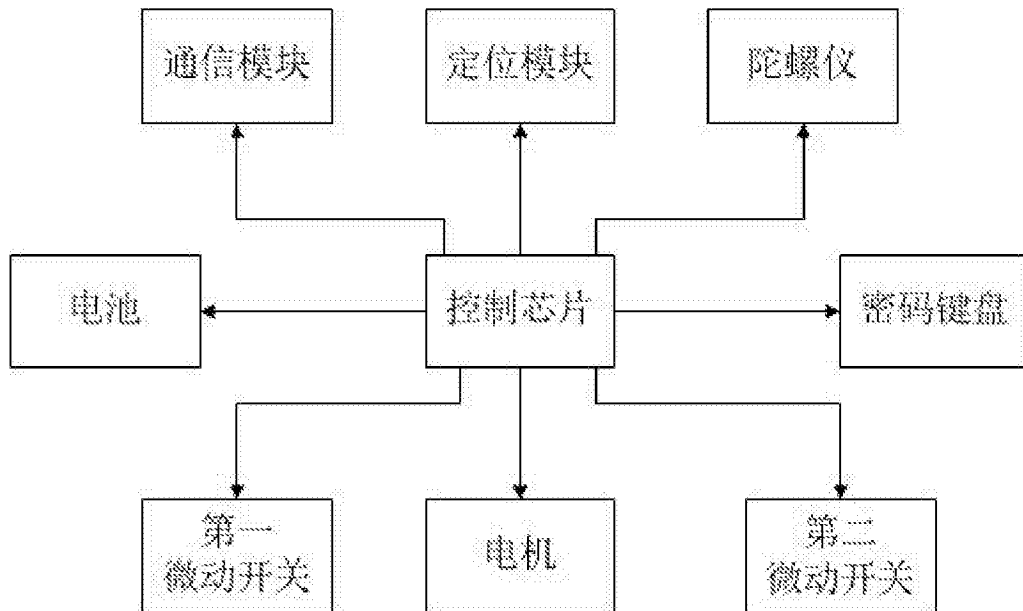 通信模块
定位模块
陀螺仪
电池
控制芯片
密码键盘
第一
微动开关
电机
第二
微动开关